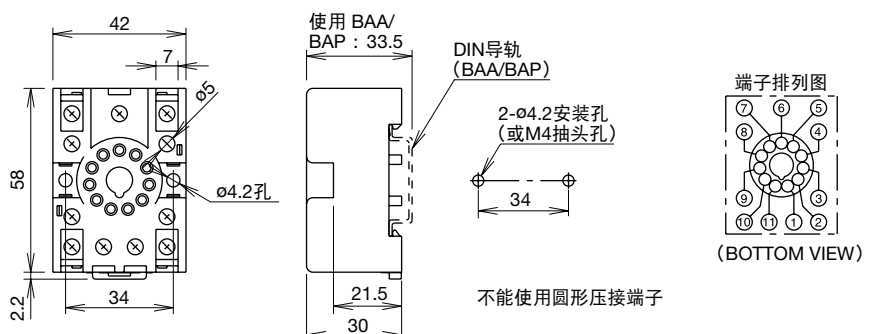 42
7
ø5
58
ø4.2孔
2.2
34
使用 BAA/
BAP：33.5
DIN导轨
（BAA/BAP）
21.5
30
2-ø4.2安装孔
（或M4抽头孔）
34
不能使用圆形压接端子
端子排列图
⑦ ⑥ ⑤
⑧ ④
⑨ ③
⑩ ⑪ ① ②
（BOTTOM VIEW）